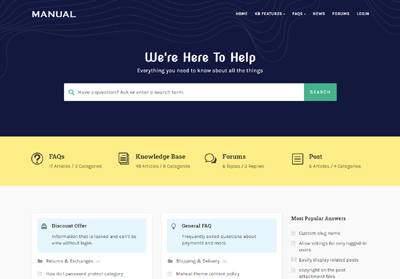 MANUAL
HOME KB FEATURES FAQS NEWS FORUMS LOGIN
We're Here To Help
Everything you need to know about all the things
Have a question? Ask or enter a search term.
SEARCH
FAQs
17 Articles / 3 Categories
Knowledge Base
49 Articles / 8 Categories
Forums
6 Topics / 2 Replies
Post
6 Articles / 4 Categories
Discount Offer
Information that is loaned and can't be
view without login.
Returns & Exchanges
How do I password protect category
General FAQ
Frequently asked questions about
payments and more.
Shipping & Delivery
Manual theme content policy
Most Popular Answers
Custom slug name
Allow votings for only logged-in
users
Easily display related posts
copyright on the post
attachment files